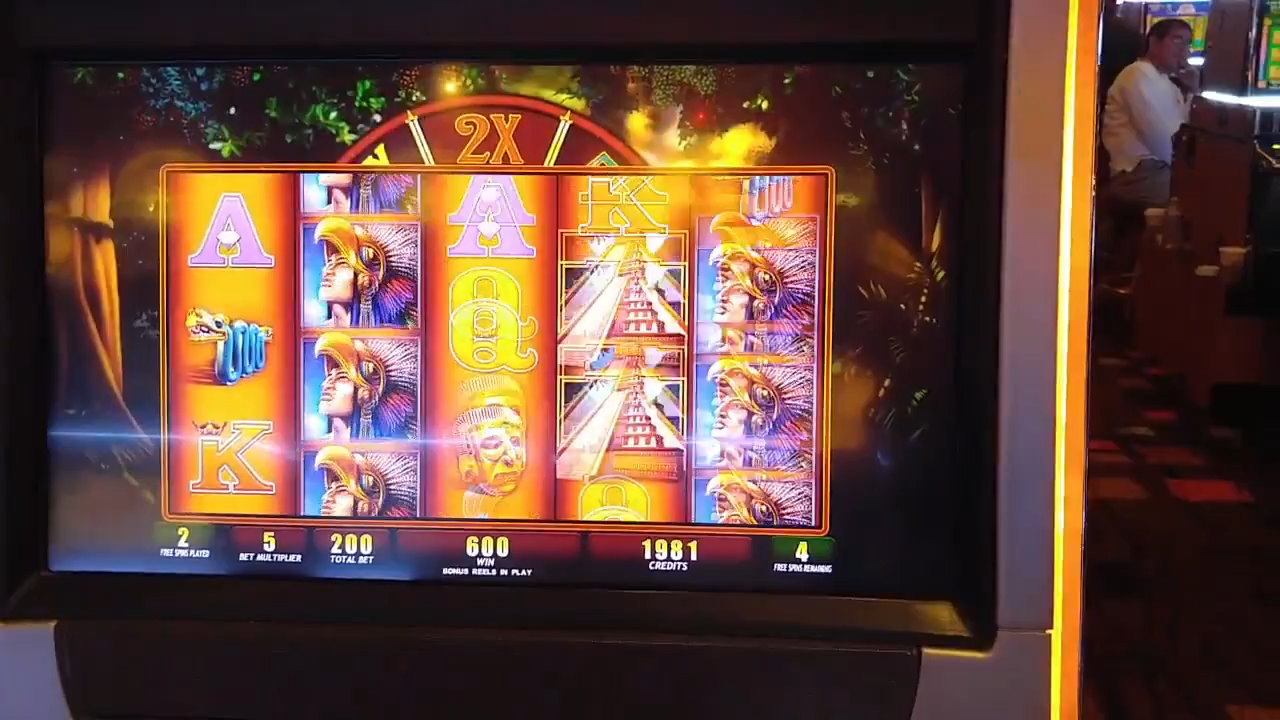 2X
A
A
A
K
Q
Q
K
Q
2
FREE SPINS PLAYED
5
BET MULTIPLIER
200
TOTAL BET
600
WIN
BONUS REELS IN PLAY
1981
CREDITS
4
FREE SPINS REMAINING